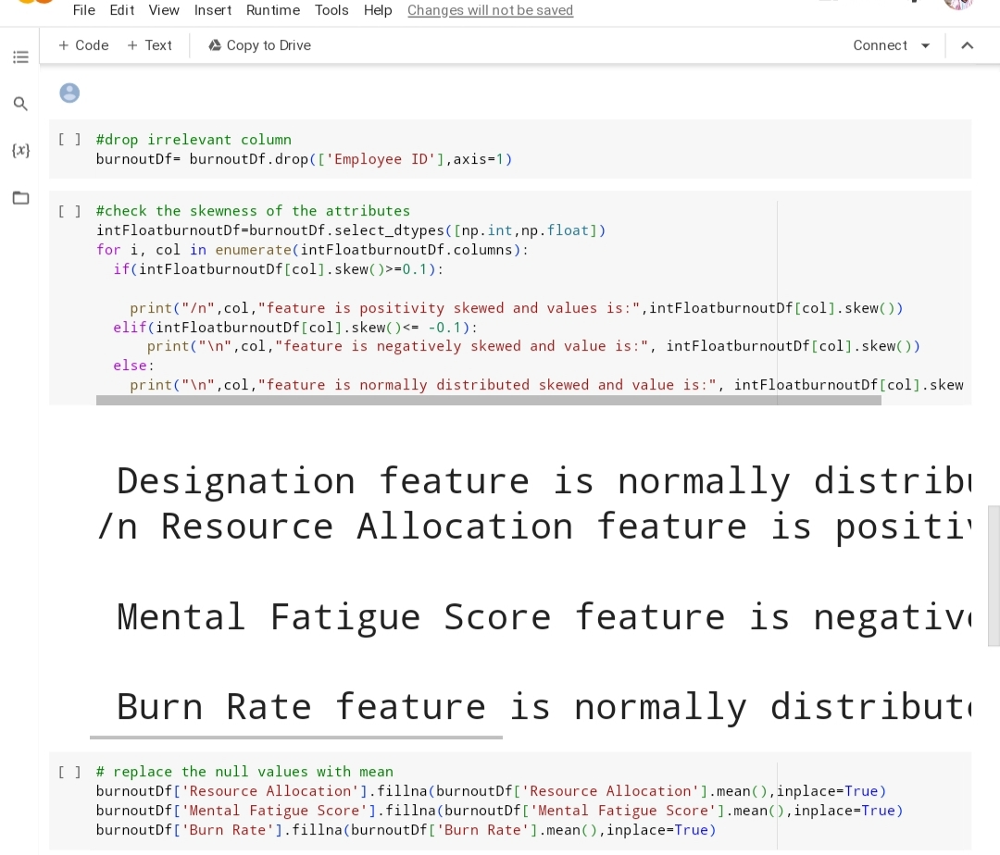 File Edit View Insert Runtime Tools Help Changes will not be saved
+ Code + Text Copy to Drive Connect
{x}
[ ] #drop irrelevant column
burnoutDf= burnoutDf.drop(['Employee ID'],axis=1)
[ ] #check the skewness of the attributes
intFloatburnoutDf=burnoutDf.select_dtypes([np.int,np.float])
for i, col in enumerate(intFloatburnoutDf.columns):
if(intFloatburnoutDf[col].skew()>=0.1):
print("/n",col,"feature is positivity skewed and values is:",intFloatburnoutDf[col].skew())
elif(intFloatburnoutDf[col].skew()<= -0.1):
print("\n",col,"feature is negatively skewed and value is:", intFloatburnoutDf[col].skew())
else:
print("\n",col,"feature is normally distributed skewed and value is:", intFloatburnoutDf[col].skew
Designation feature is normally distribu
/n Resource Allocation feature is positiv
Mental Fatigue Score feature is negative
Burn Rate feature is normally distribute
[ ] # replace the null values with mean
burnoutDf['Resource Allocation'].fillna(burnoutDf['Resource Allocation'].mean(),inplace=True)
burnoutDf['Mental Fatigue Score'].fillna(burnoutDf['Mental Fatigue Score'].mean(),inplace=True)
burnoutDf['Burn Rate'].fillna(burnoutDf['Burn Rate'].mean(),inplace=True)